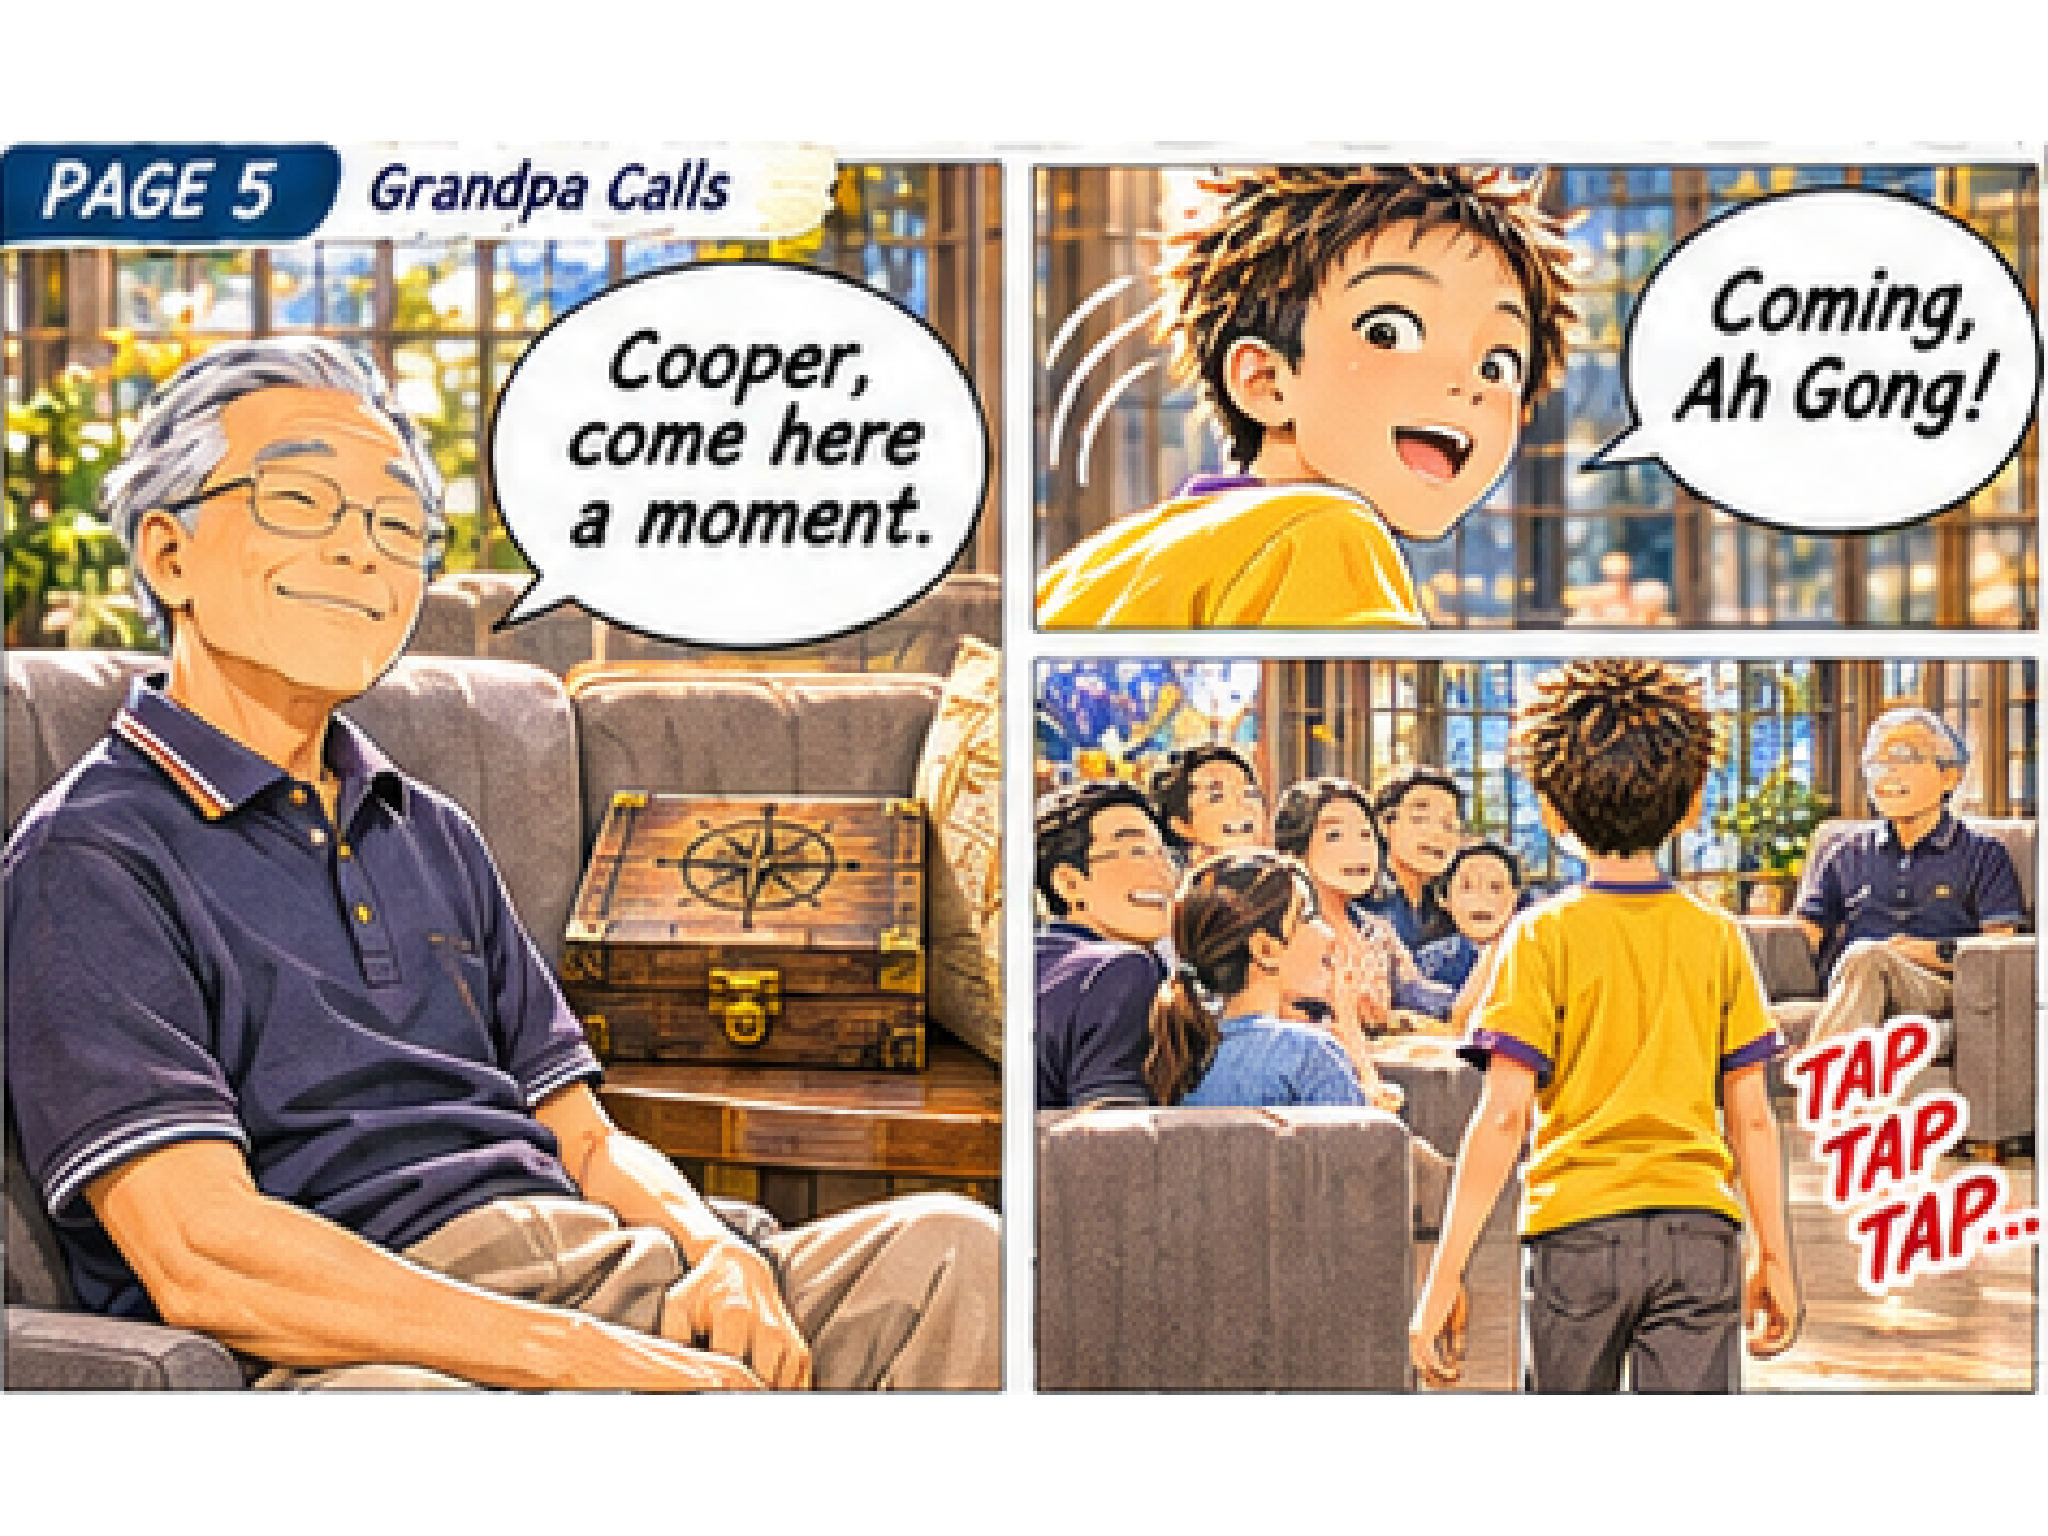 PAGE 5 Grandpa Calls
Cooper,
come here
a moment.
Coming,
Ah Gong!
TAP
TAP
TAP...